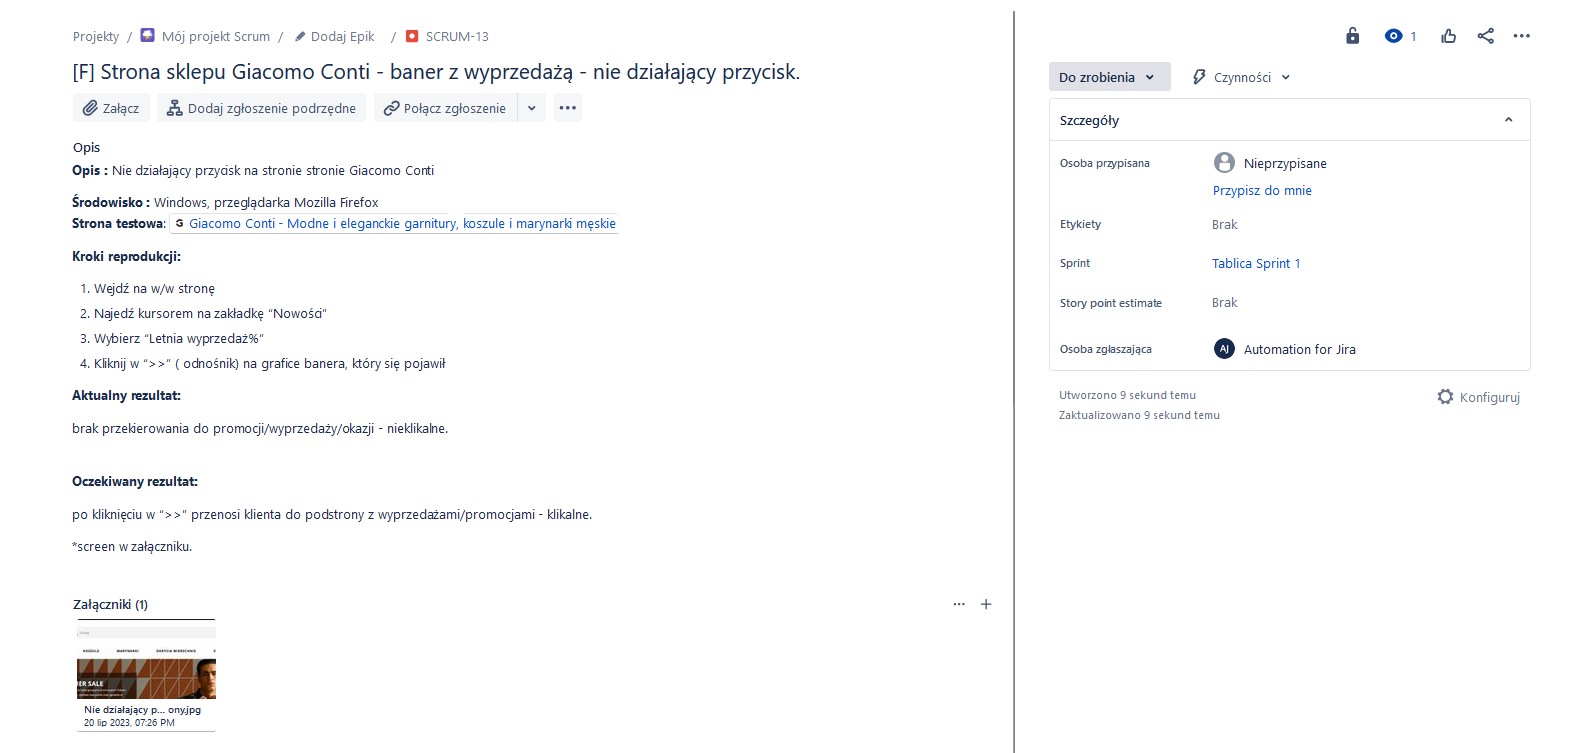 Projekty / Mój projekt Scrum / Dodaj Epik / SCRUM-13
1
[F] Strona sklepu Giacomo Conti - baner z wyprzedażą - nie działający przycisk.
Załącz
Dodaj zgłoszenie podrzędne
Połącz zgłoszenie
Opis
Opis : Nie działający przycisk na stronie stronie Giacomo Conti
Środowisko : Windows, przeglądarka Mozilla Firefox
Strona testowa: Giacomo Conti - Modne i eleganckie garnitury, koszule i marynarki męskie
Kroki reprodukcji:
1. Wejdź na w/w stronę
2. Najedź kursorem na zakładkę “Nowości”
3. Wybierz “Letnia wyprzedaż%”
4. Kliknij w “>>” ( odnośnik) na grafice banera, który się pojawił
Aktualny rezultat:
brak przekierowania do promocji/wyprzedaży/okazji - nieklikalne.
Oczekiwany rezultat:
po kliknięciu w “>>” przenosi klienta do podstrony z wyprzedażami/promocjami - klikalne.
*screen w załączniku.
Załączniki (1)
KOSZULE MARYNARKI OKRYCIA WIERZCHNIE
ER SALE
Nie działający p... ony.jpg
20 lip 2023, 07:26 PM
Do zrobienia
Czynności
Szczegóły
Osoba przypisana Nieprzypisane
Przypisz do mnie
Etykiety Brak
Sprint Tablica Sprint 1
Story point estimate Brak
Osoba zgłaszająca AJ Automation for Jira
Utworzono 9 sekund temu
Konfiguruj
Zaktualizowano 9 sekund temu